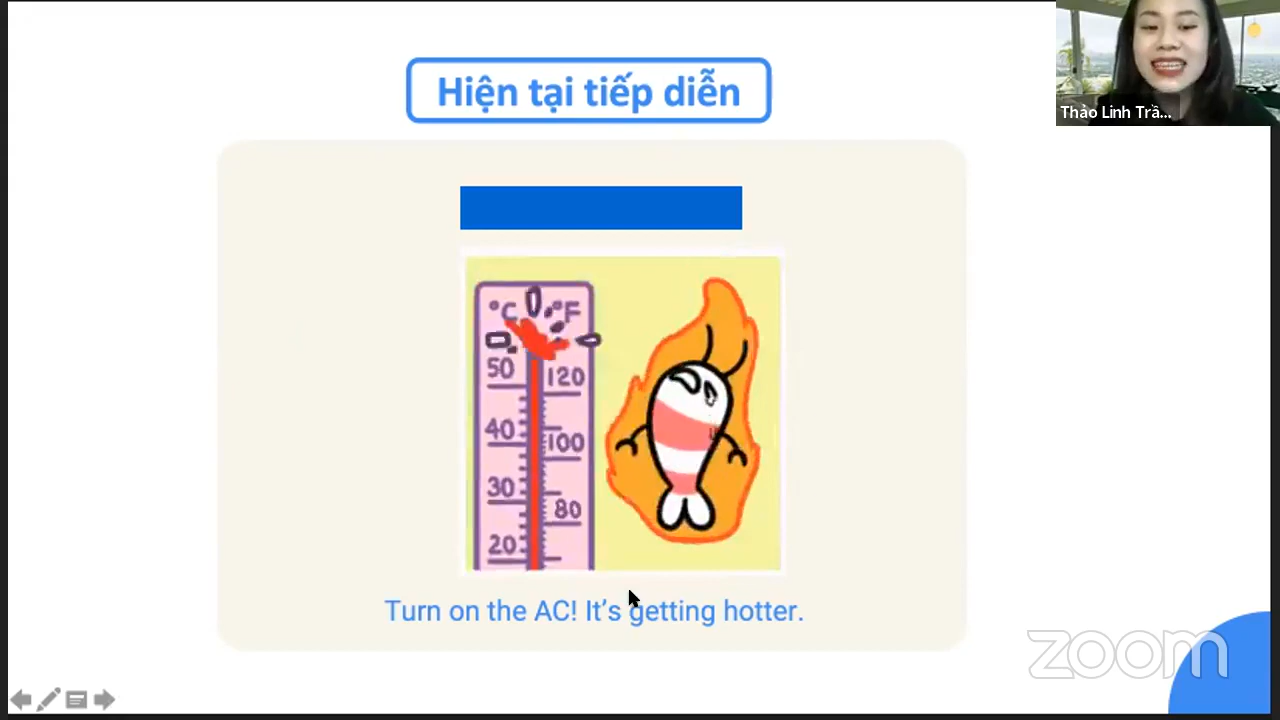 Hiện tại tiếp diễn
Thảo Linh Trầ...
°C °F
50 120
40 100
30 80
20
Turn on the AC! It's getting hotter.
zoom